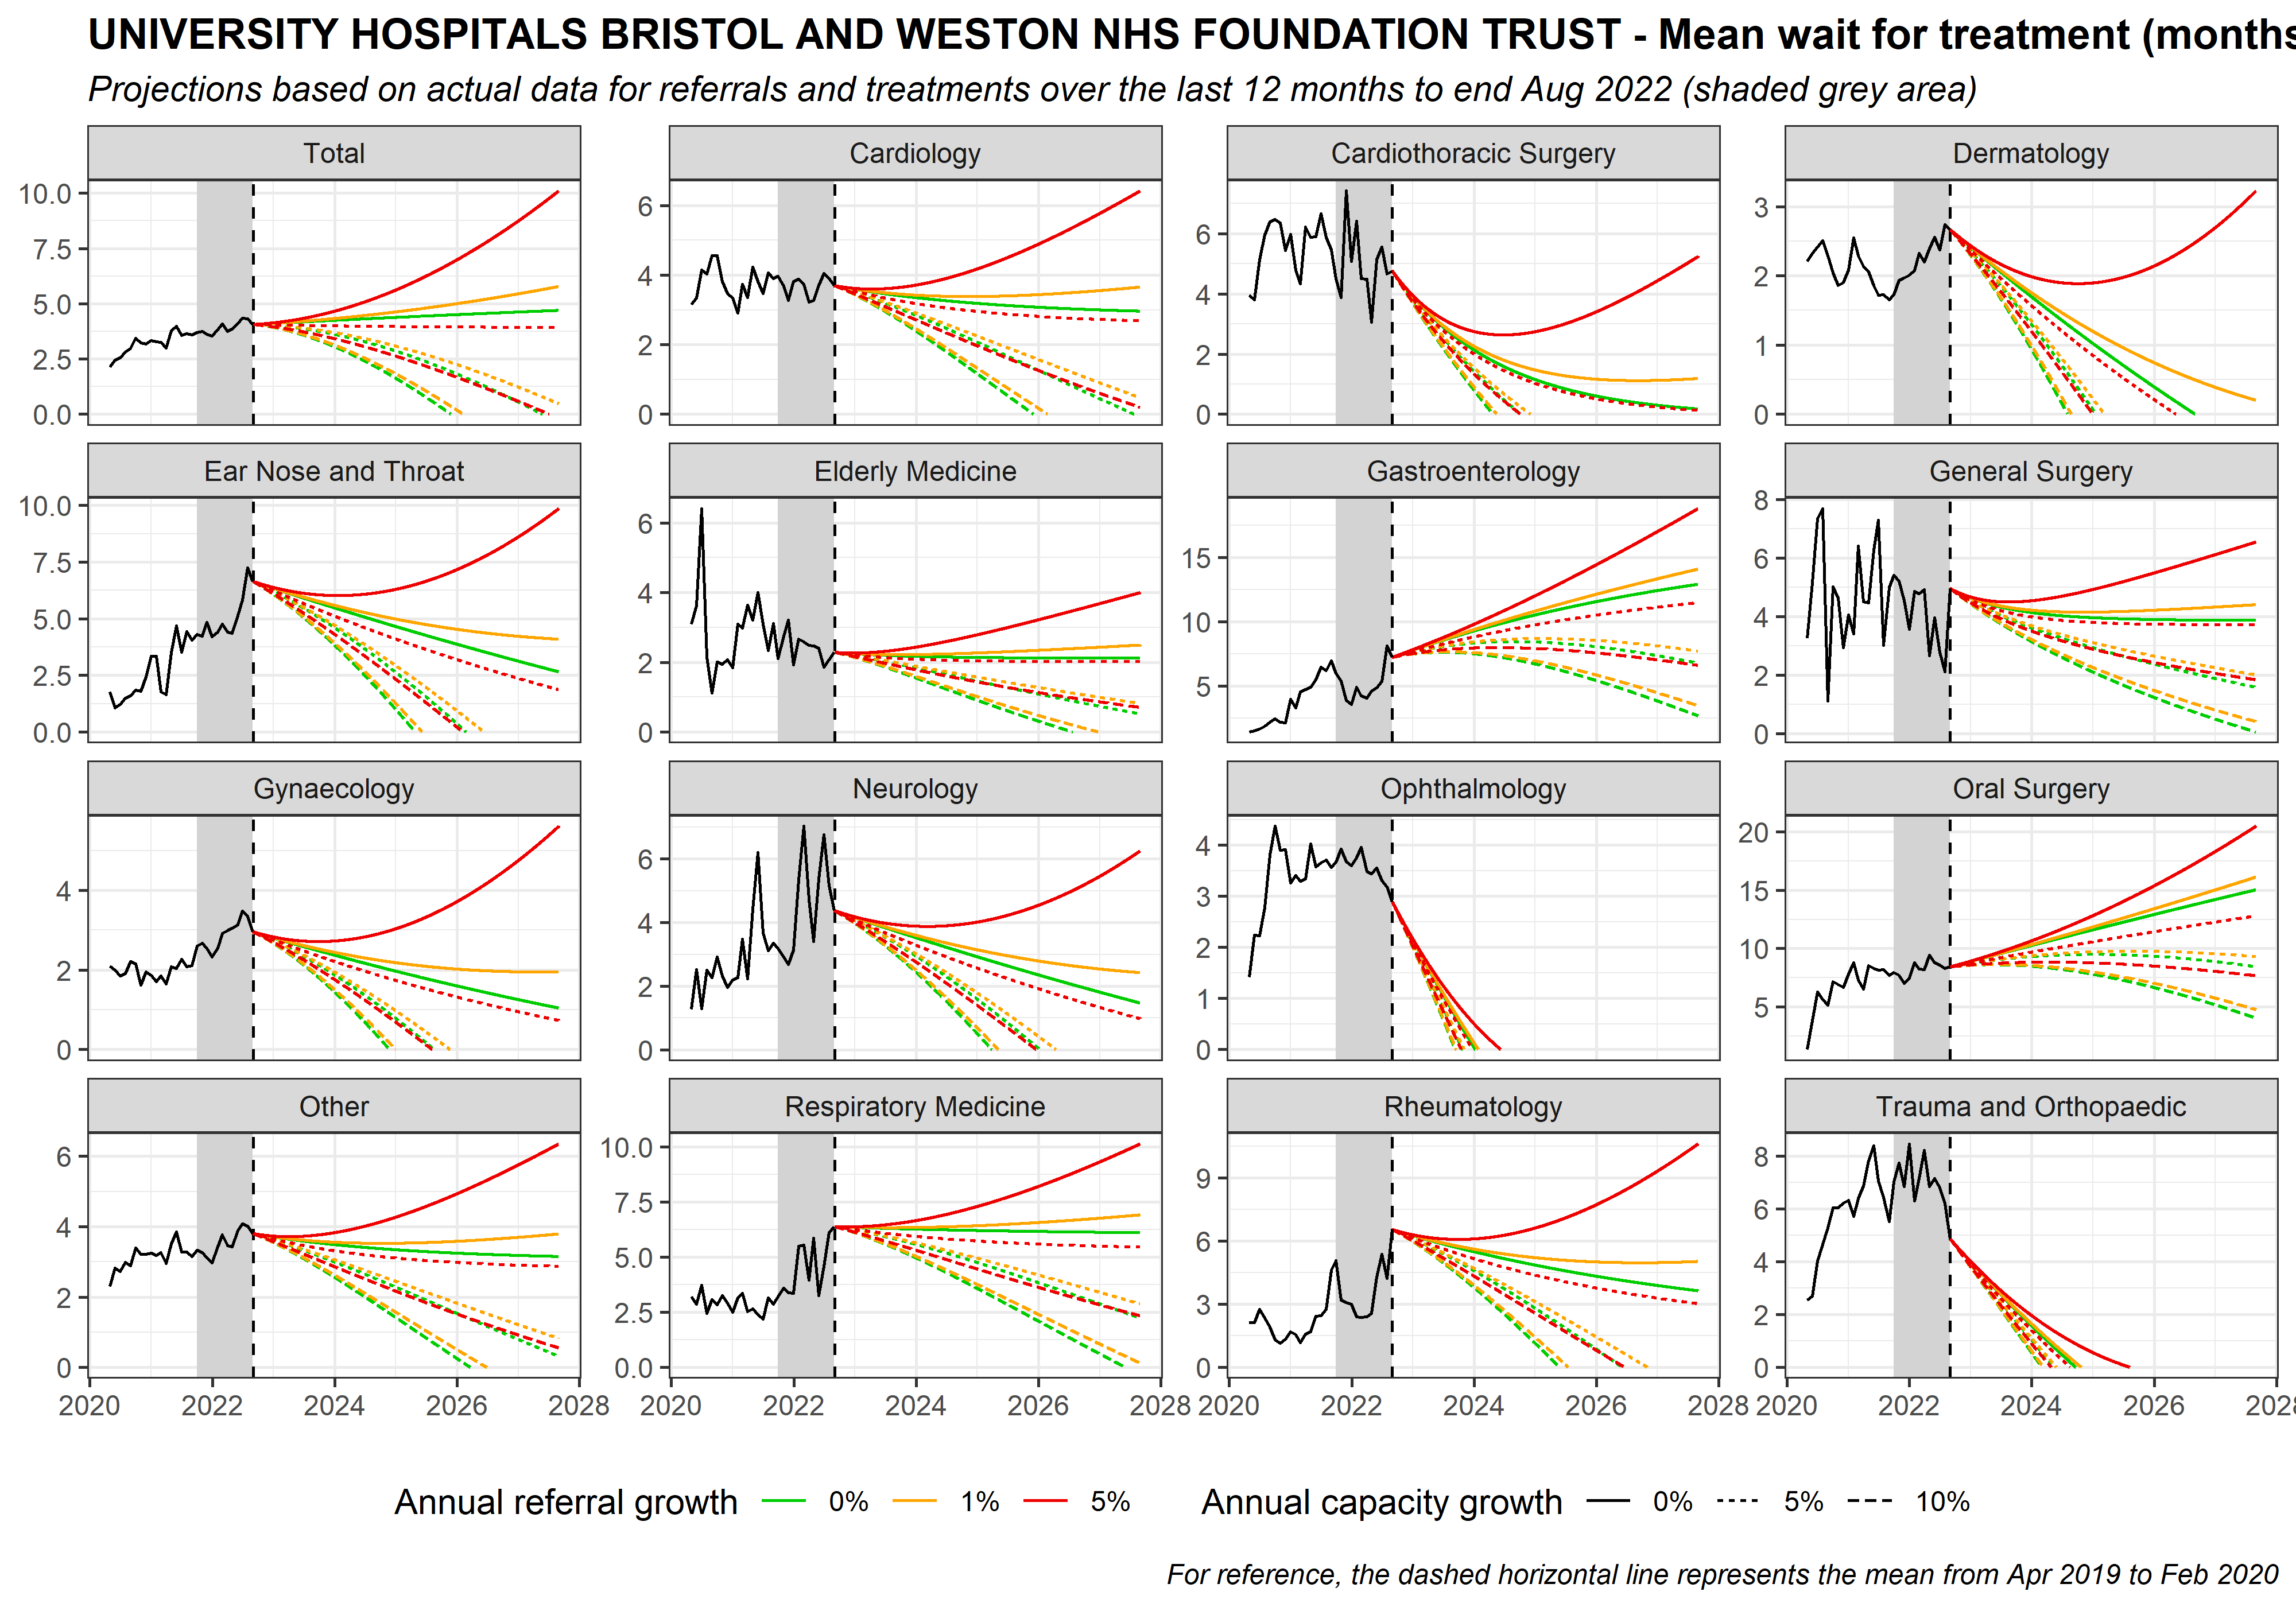 UNIVERSITY HOSPITALS BRISTOL AND WESTON NHS FOUNDATION TRUST - Mean wait for treatment (months
Projections based on actual data for referrals and treatments over the last 12 months to end Aug 2022 (shaded grey area)
Total Cardiology Cardiothoracic Surgery Dermatology
10.0 7.5 5.0 2.5 0.0
6 4 2 0
6 4 2 0
3 2 1 0
Ear Nose and Throat Elderly Medicine Gastroenterology General Surgery
10.0 7.5 5.0 2.5 0.0
6 4 2 0
15 10 5
8 6 4 2 0
Gynaecology Neurology Ophthalmology Oral Surgery
4 2 0
6 4 2 0
4 3 2 1 0
20 15 10 5
Other Respiratory Medicine Rheumatology Trauma and Orthopaedic
6 4 2 0
10.0 7.5 5.0 2.5 0.0
9 6 3 0
8 6 4 2 0
2020 2022 2024 2026 2028 2020 2022 2024 2026 2028 2020 2022 2024 2026 2028 2020 2022 2024 2026 2028
Annual referral growth 0% 1% 5% Annual capacity growth 0% 5% 10%
For reference, the dashed horizontal line represents the mean from Apr 2019 to Feb 2020